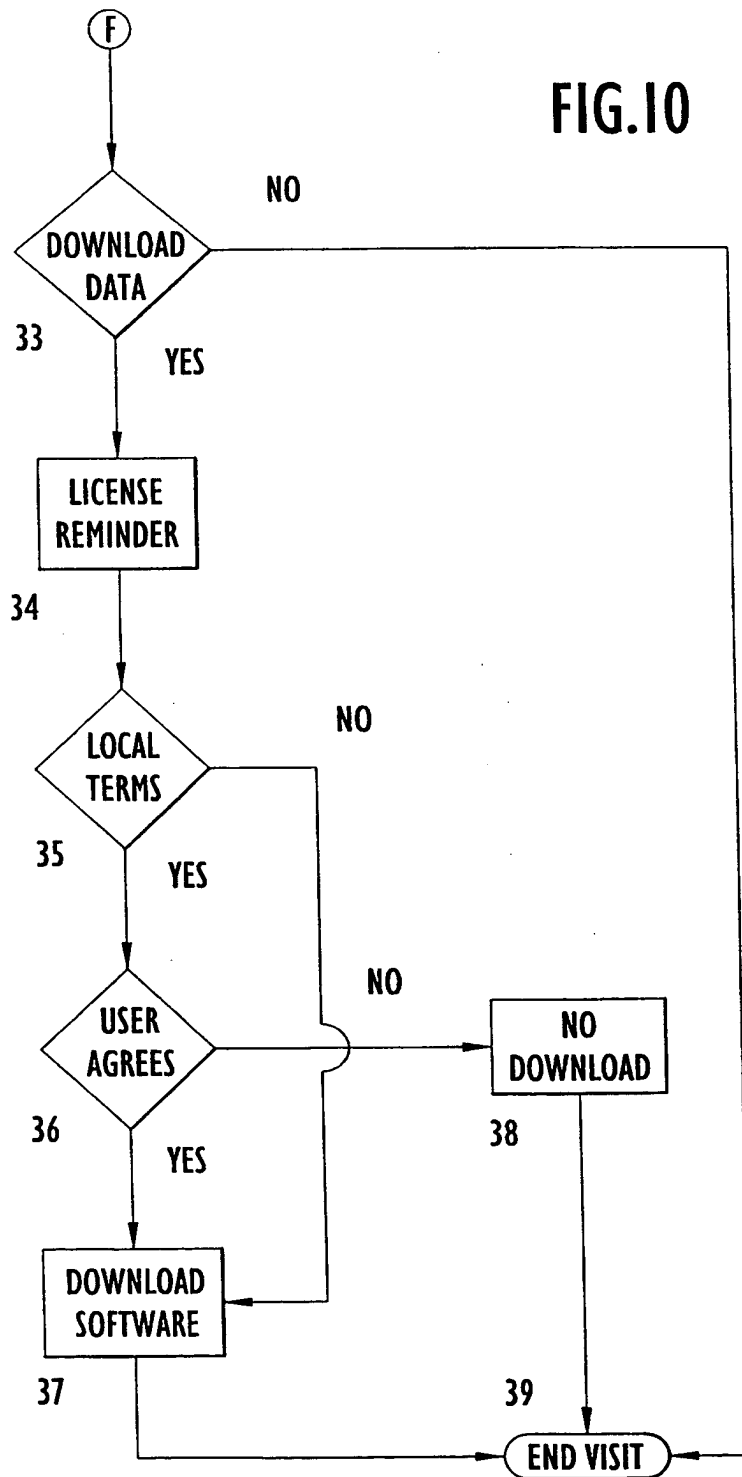 F
FIG.10
NO
DOWNLOAD
DATA
33
YES
LICENSE
REMINDER
34
NO
LOCAL
TERMS
35
YES
NO
USER
AGREES
NO
DOWNLOAD
36
38
YES
DOWNLOAD
SOFTWARE
37
39
END VISIT